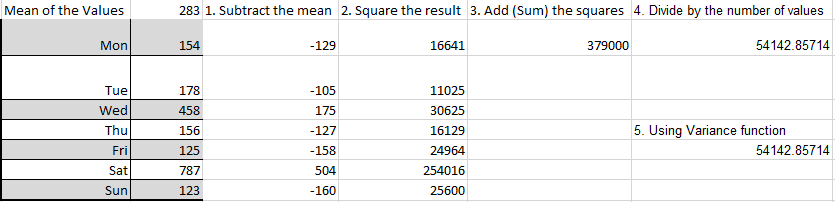 Mean of the Values 283 1. Subtract the mean 2. Square the result 3. Add (Sum) the squares 4. Divide by the number of values
Mon 154 -129 16641 379000 54142.85714
Tue 178 -105 11025
Wed 458 175 30625
Thu 156 -127 16129 5. Using Variance function
Fri 125 -158 24964 54142.85714
Sat 787 504 254016
Sun 123 -160 25600